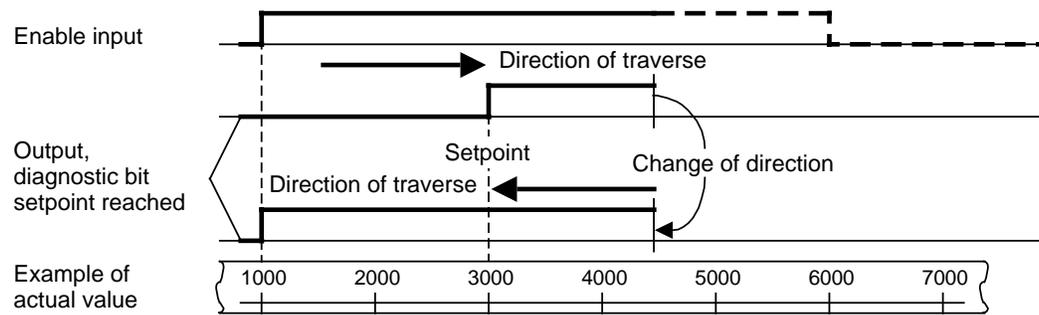 Enable input
Direction of traverse
Output,
diagnostic bit
setpoint reached
Setpoint
Change of direction
Direction of traverse
Example of
actual value
1000 2000 3000 4000 5000 6000 7000